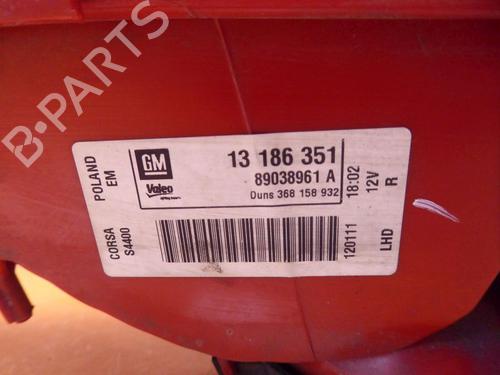 B-PARTS
POLAND
EM
GM
Valeo
13 186 351
89038961 A
Duns 368 158 932
18:02
12V
R
CORSA
S4400
120111
LHD